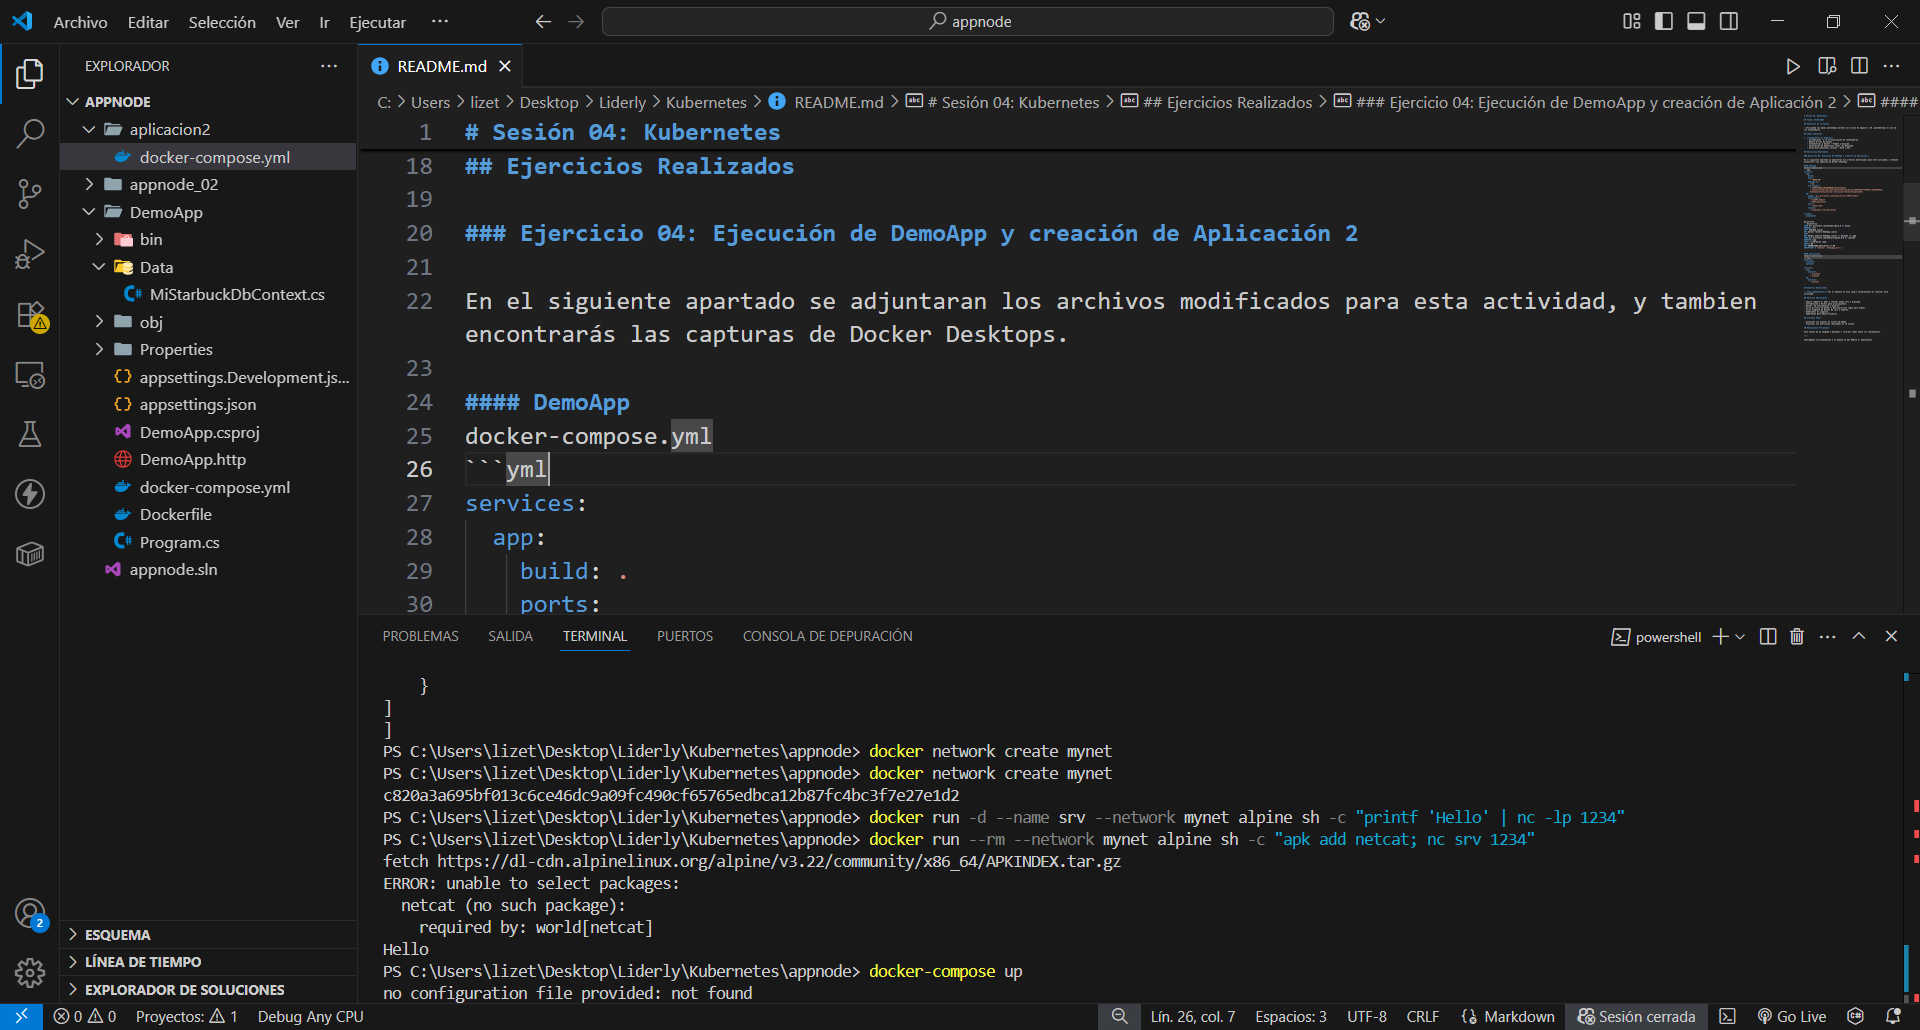 Archivo Editar Selección Ver Ir Ejecutar ··· appnode
EXPLORADOR ···
APPNODE
aplicacion2
docker-compose.yml
appnode_02
DemoApp
bin
Data
MiStarbuckDbContext.cs
obj
Properties
appsettings.Development.js...
appsettings.json
DemoApp.csproj
DemoApp.http
docker-compose.yml
Dockerfile
Program.cs
appnode.sln
ESQUEMA
LÍNEA DE TIEMPO
EXPLORADOR DE SOLUCIONES
2
README.md
C: > Users > lizet > Desktop > Liderly > Kubernetes > README.md > # Sesión 04: Kubernetes > ## Ejercicios Realizados > ### Ejercicio 04: Ejecución de DemoApp y creación de Aplicación 2 > ####
1 # Sesión 04: Kubernetes
18 ## Ejercicios Realizados
19
20 ### Ejercicio 04: Ejecución de DemoApp y creación de Aplicación 2
21
22 En el siguiente apartado se adjuntaran los archivos modificados para esta actividad, y tambien
encontrarás las capturas de Docker Desktops.
23
24 #### DemoApp
25 docker-compose.yml
26 ```yml
27 services:
28 app:
29 build: .
30 ports:
PROBLEMAS SALIDA TERMINAL PUERTOS CONSOLA DE DEPURACIÓN powershell
}
]
]
PS C:\Users\lizet\Desktop\Liderly\Kubernetes\appnode> docker network create mynet
PS C:\Users\lizet\Desktop\Liderly\Kubernetes\appnode> docker network create mynet
c820a3a695bf013c6ce46dc9a09fc490cf65765edbca12b87fc4bc3f7e27e1d2
PS C:\Users\lizet\Desktop\Liderly\Kubernetes\appnode> docker run -d --name srv --network mynet alpine sh -c "printf 'Hello' | nc -lp 1234"
PS C:\Users\lizet\Desktop\Liderly\Kubernetes\appnode> docker run --rm --network mynet alpine sh -c "apk add netcat; nc srv 1234"
fetch https://dl-cdn.alpinelinux.org/alpine/v3.22/community/x86_64/APKINDEX.tar.gz
ERROR: unable to select packages:
netcat (no such package):
required by: world[netcat]
Hello
PS C:\Users\lizet\Desktop\Liderly\Kubernetes\appnode> docker-compose up
no configuration file provided: not found
0 0 Proyectos: 1 Debug Any CPU Lín. 26, col. 7 Espacios: 3 UTF-8 CRLF Markdown Sesión cerrada Go Live